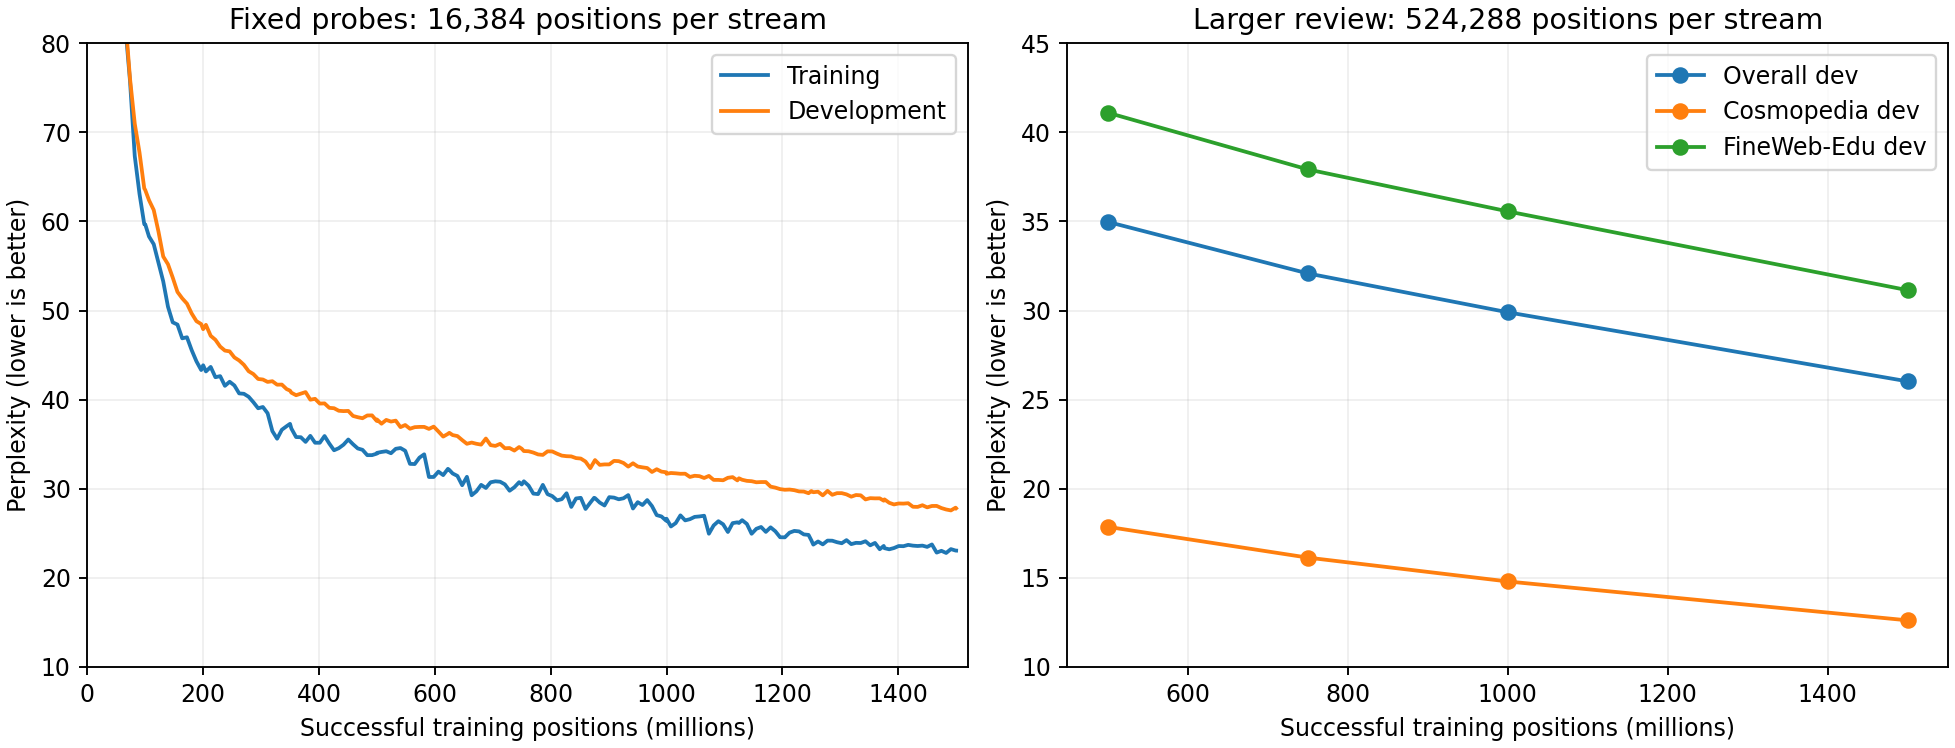 Fixed probes: 16,384 positions per stream
Perplexity (lower is better)
80
70
60
50
40
30
20
10
0
200
400
600
800
1000
1200
1400
Successful training positions (millions)
Training
Development
Larger review: 524,288 positions per stream
Perplexity (lower is better)
45
40
35
30
25
20
15
10
600
800
1000
1200
1400
Successful training positions (millions)
Overall dev
Cosmopedia dev
FineWeb-Edu dev